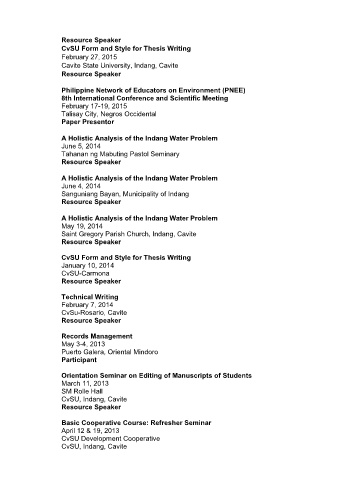 Resource Speaker
CvSU Form and Style for Thesis Writing
February 27, 2015
Cavite State University, Indang, Cavite
Resource Speaker
Philippine Network of Educators on Environment (PNEE)
6th International Conference and Scientific Meeting
February 17-19, 2015
Talisay City, Negros Occidental
Paper Presentor
A Holistic Analysis of the Indang Water Problem
June 5, 2014
Tahanan ng Mabuting Pastol Seminary
Resource Speaker
A Holistic Analysis of the Indang Water Problem
June 4, 2014
Sanguniang Bayan, Municipality of Indang
Resource Speaker
A Holistic Analysis of the Indang Water Problem
May 19, 2014
Saint Gregory Parish Church, Indang, Cavite
Resource Speaker
CvSU Form and Style for Thesis Writing
January 10, 2014
CvSU-Carmona
Resource Speaker
Technical Writing
February 7, 2014
CvSu-Rosario, Cavite
Resource Speaker
Records Management
May 3-4, 2013
Puerto Galera, Oriental Mindoro
Participant
Orientation Seminar on Editing of Manuscripts of Students
March 11, 2013
SM Rolle Hall
CvSU, Indang, Cavite
Resource Speaker
Basic Cooperative Course: Refresher Seminar
April 12 & 19, 2013
CvSU Development Cooperative
CvSU, Indang, Cavite